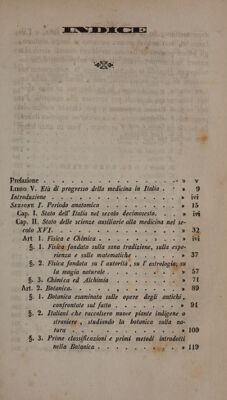 INDICE
Prefazione . . . . . . . . . . . . . . . » v
LIBRO V. Età di progresso della medicina in Italia . . » 9
Introduzione . . . . . . . . . . . . . . » ivi
SEZIONE I. Periodo anatomico . . . . . . . . » 15
Cap. I. Stato dell' Italia nel secolo decimosesto. . . » ivi
Cap. II. Stato delle scienze ausiliarie alla medicina nel se-
colo XVI. . . . . . . . . . . . . . » 32
Art 1. Fisica e Chimica . . . . . . . . . » ivi
§. 1. Fisica fondata sulla sana tradizione, sulla espe-
rienza e sulle matematiche . . . . . . » 37
§. 2. Fisica fondata su l' autorità, su l' astrologia, su
la magia naturale . . . . . . . . . » 57
§. 3. Chimica ed Alchimia . . . . . . . » 71
Art. 2. Botanica. . . . . . . . . . . . » 89
§. 1. Botanica esaminata sulle opere degli antichi,
confrontate sul fatto . . . . . . . . » 91
§. 2. Italiani che raccolsero nuove piante indigene o
straniere, studiando la botanica sulla na-
tura . . . . . . . . . . . . . » 100
§. 3. Prime classificazioni e primi metodi introdotti
nella Botanica . . . . . . . . . » 119